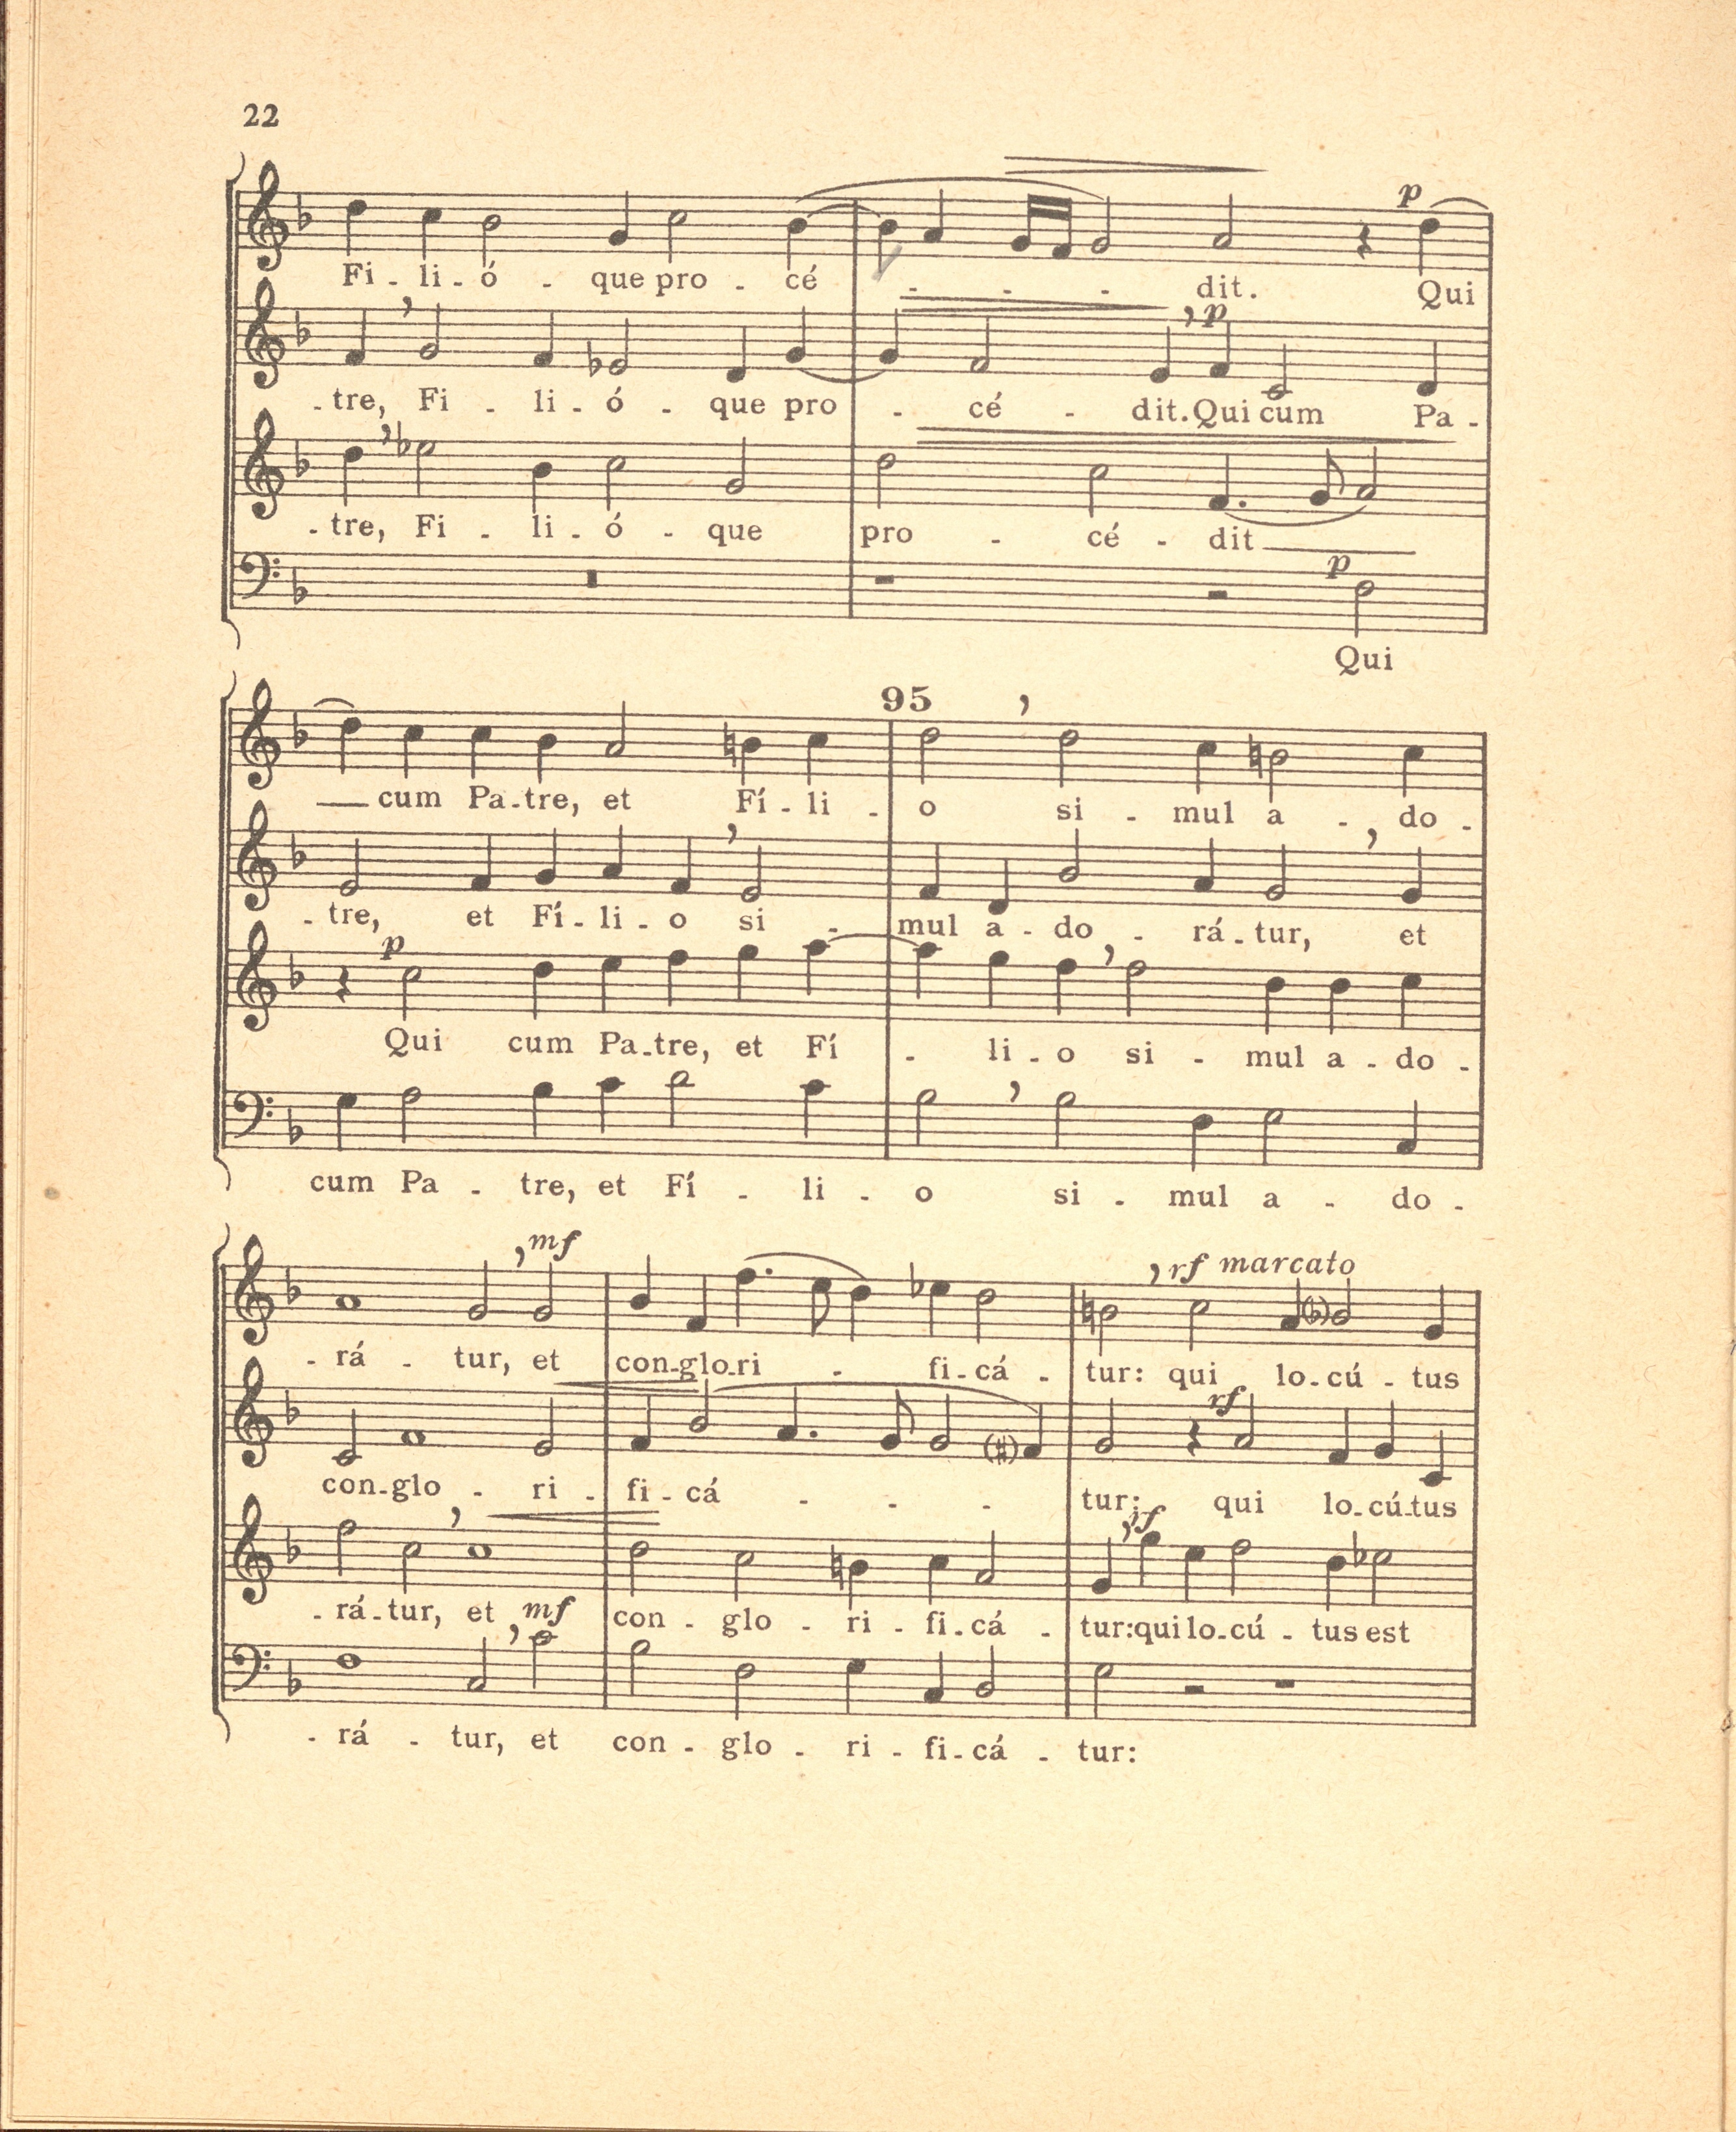 22
p
Fi - li - ó - que pro - cé - - - dit. Qui
p
- tre, Fi - li - ó - que pro - cé - dit. Qui cum Pa -
- tre, Fi - li - ó - que pro - cé - dit
p
Qui
95
cum Pa - tre, et Fí - li - o si - mul a - do -
- tre, et Fí - li - o si - mul a - do - rá - tur, et
p
Qui cum Pa - tre, et Fí - li - o si - mul a - do -
cum Pa - tre, et Fí - li - o si - mul a - do -
mf rf marcato
- rá - tur, et con - glo - ri - fi - cá - tur: qui lo - cú - tus
rf
con - glo - ri - fi - cá - - - tur: qui lo - cú - tus
rf
- rá - tur, et con - glo - ri - fi - cá - tur: qui lo - cú - tus est
mf
- rá - tur, et con - glo - ri - fi - cá - tur: